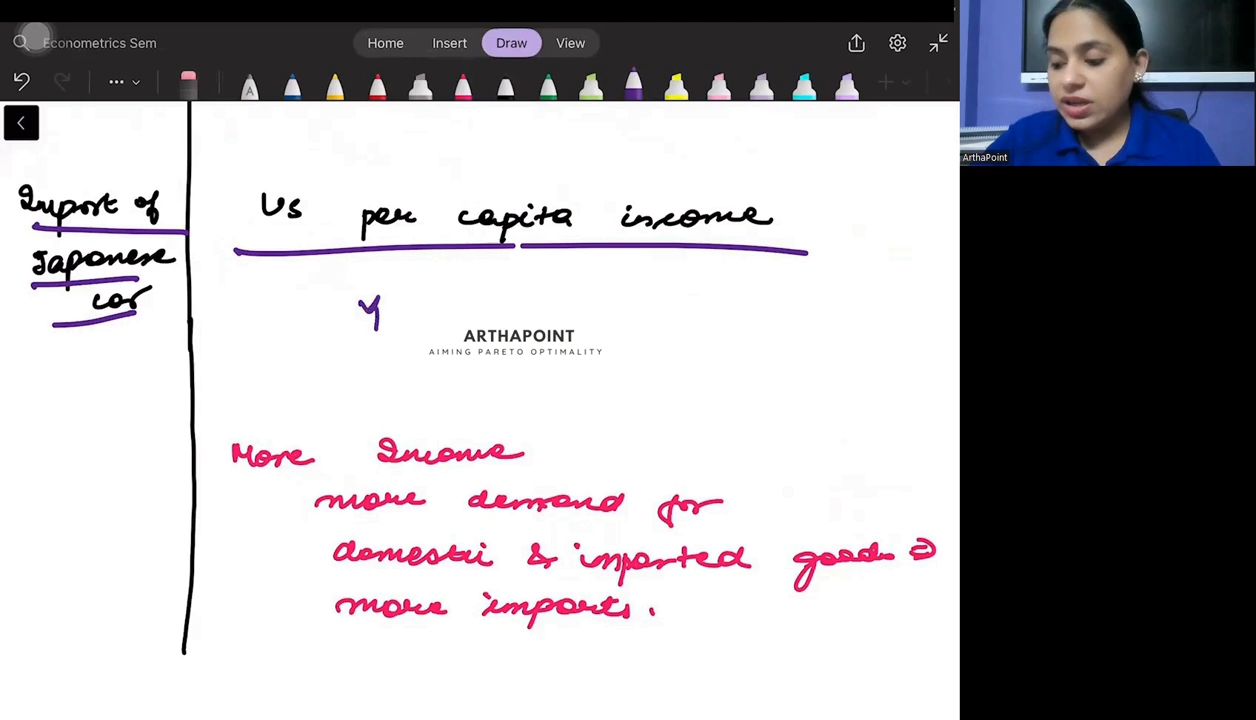 Econometrics Sem
Home Insert Draw View
A
Import of
Japanese
car
Us per capita income
Y
ARTHAPOINT
AIMING PARETO OPTIMALITY
More Income
more demand for
domestic & imported goods ⇒
more imports.
ArthaPoint